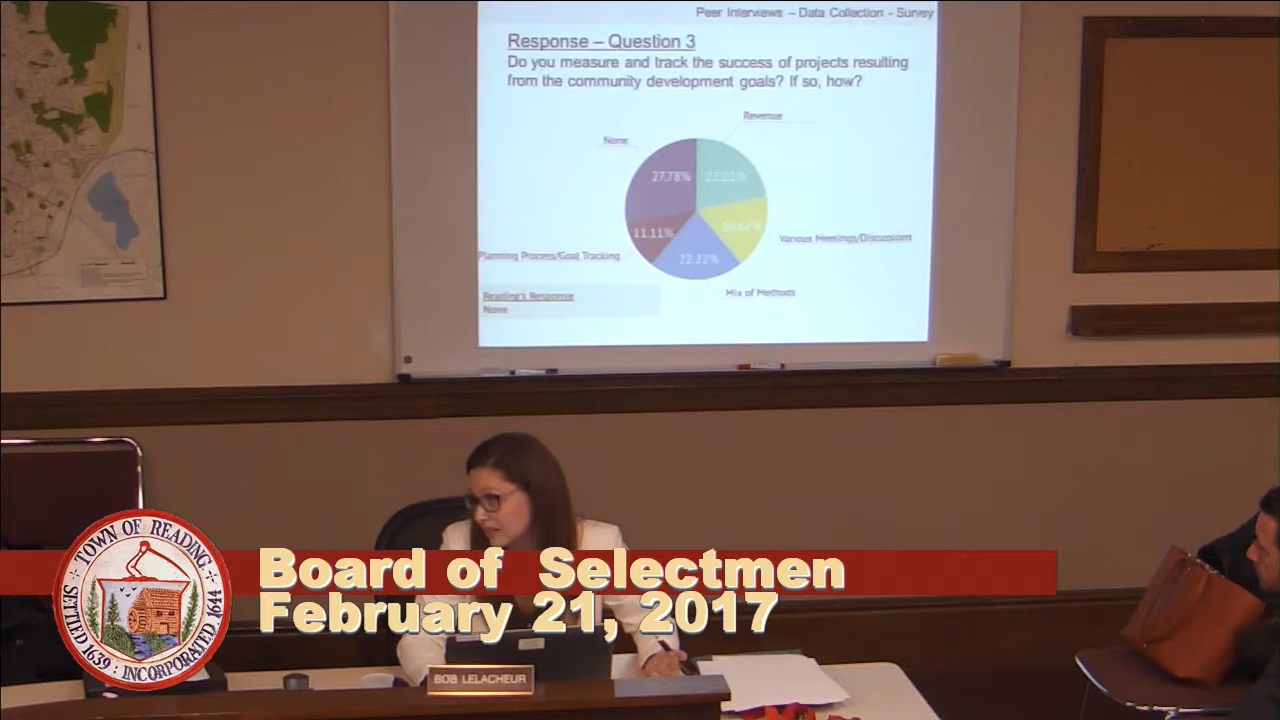 Peer Interviews – Data Collection - Survey
Response – Question 3
Do you measure and track the success of projects resulting
from the community development goals? If so, how?
Revenue
None
27.78%
22.22%
11.11%
16.67%
Various Meetings/Discussions
22.22%
Planning Process/Goal Tracking
Mix of Methods
Reading's Response
None
TOWN OF READING
SETTLED 1639 : INCORPORATED 1644
Board of Selectmen
February 21, 2017
BOB LELACHEUR